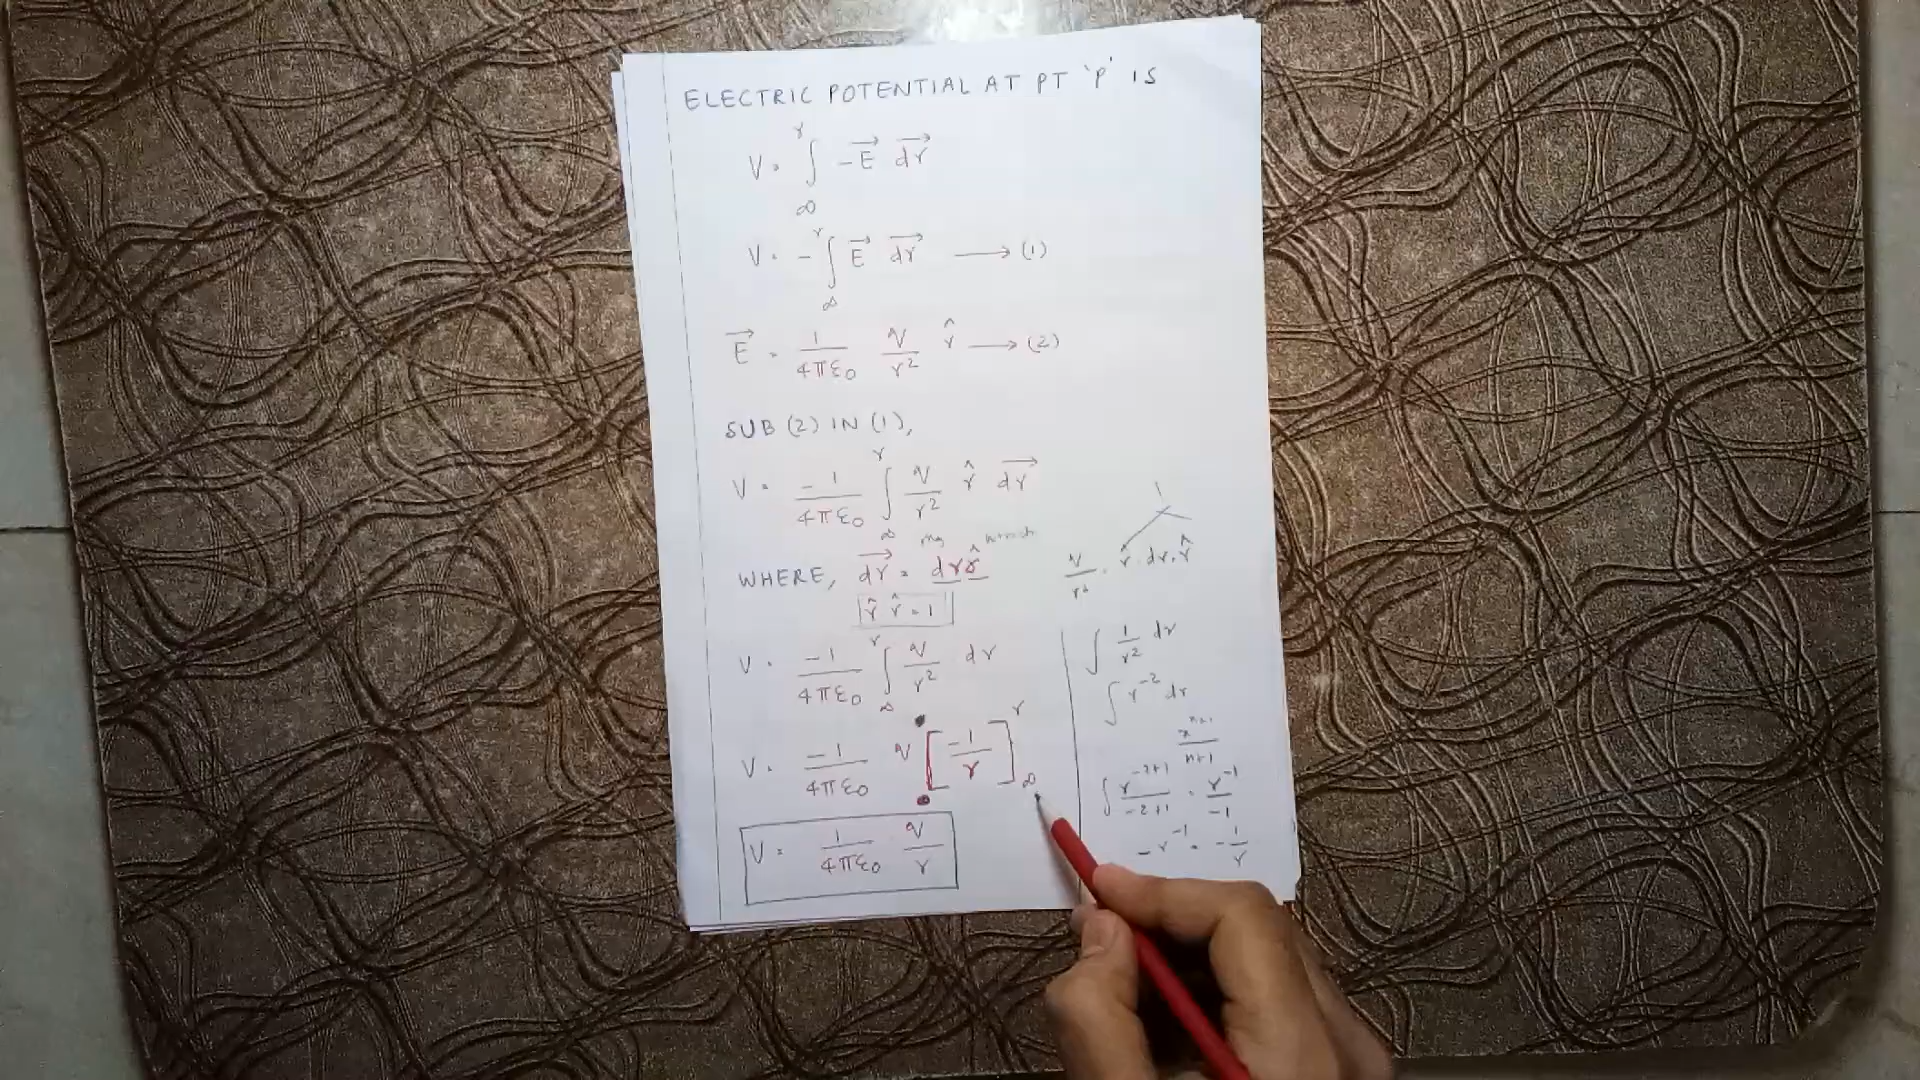 ELECTRIC POTENTIAL AT PT 'P' IS
V = ∫_∞^r -E⃗ dr⃗
V = - ∫_∞^r E⃗ dr⃗ ⟶ (1)
E⃗ = 1/4πε₀ q/r² r̂ ⟶ (2)
SUB (2) IN (1),
V = -1/4πε₀ ∫_∞^r q/r² r̂ dr⃗
WHERE, dr⃗ = dr r̂
r̂ r̂ = 1
V = -1/4πε₀ ∫_∞^r q/r² dr
V = -1/4πε₀ q [-1/r]_∞^r
V = 1/4πε₀ q/r
q/r² · r̂ · dr · r̂
∫ 1/r² dr
∫ r⁻² dr
x^(n+1)/n+1
∫ r^(-2+1)/-2+1 = r⁻¹/-1
- r⁻¹ = -1/r